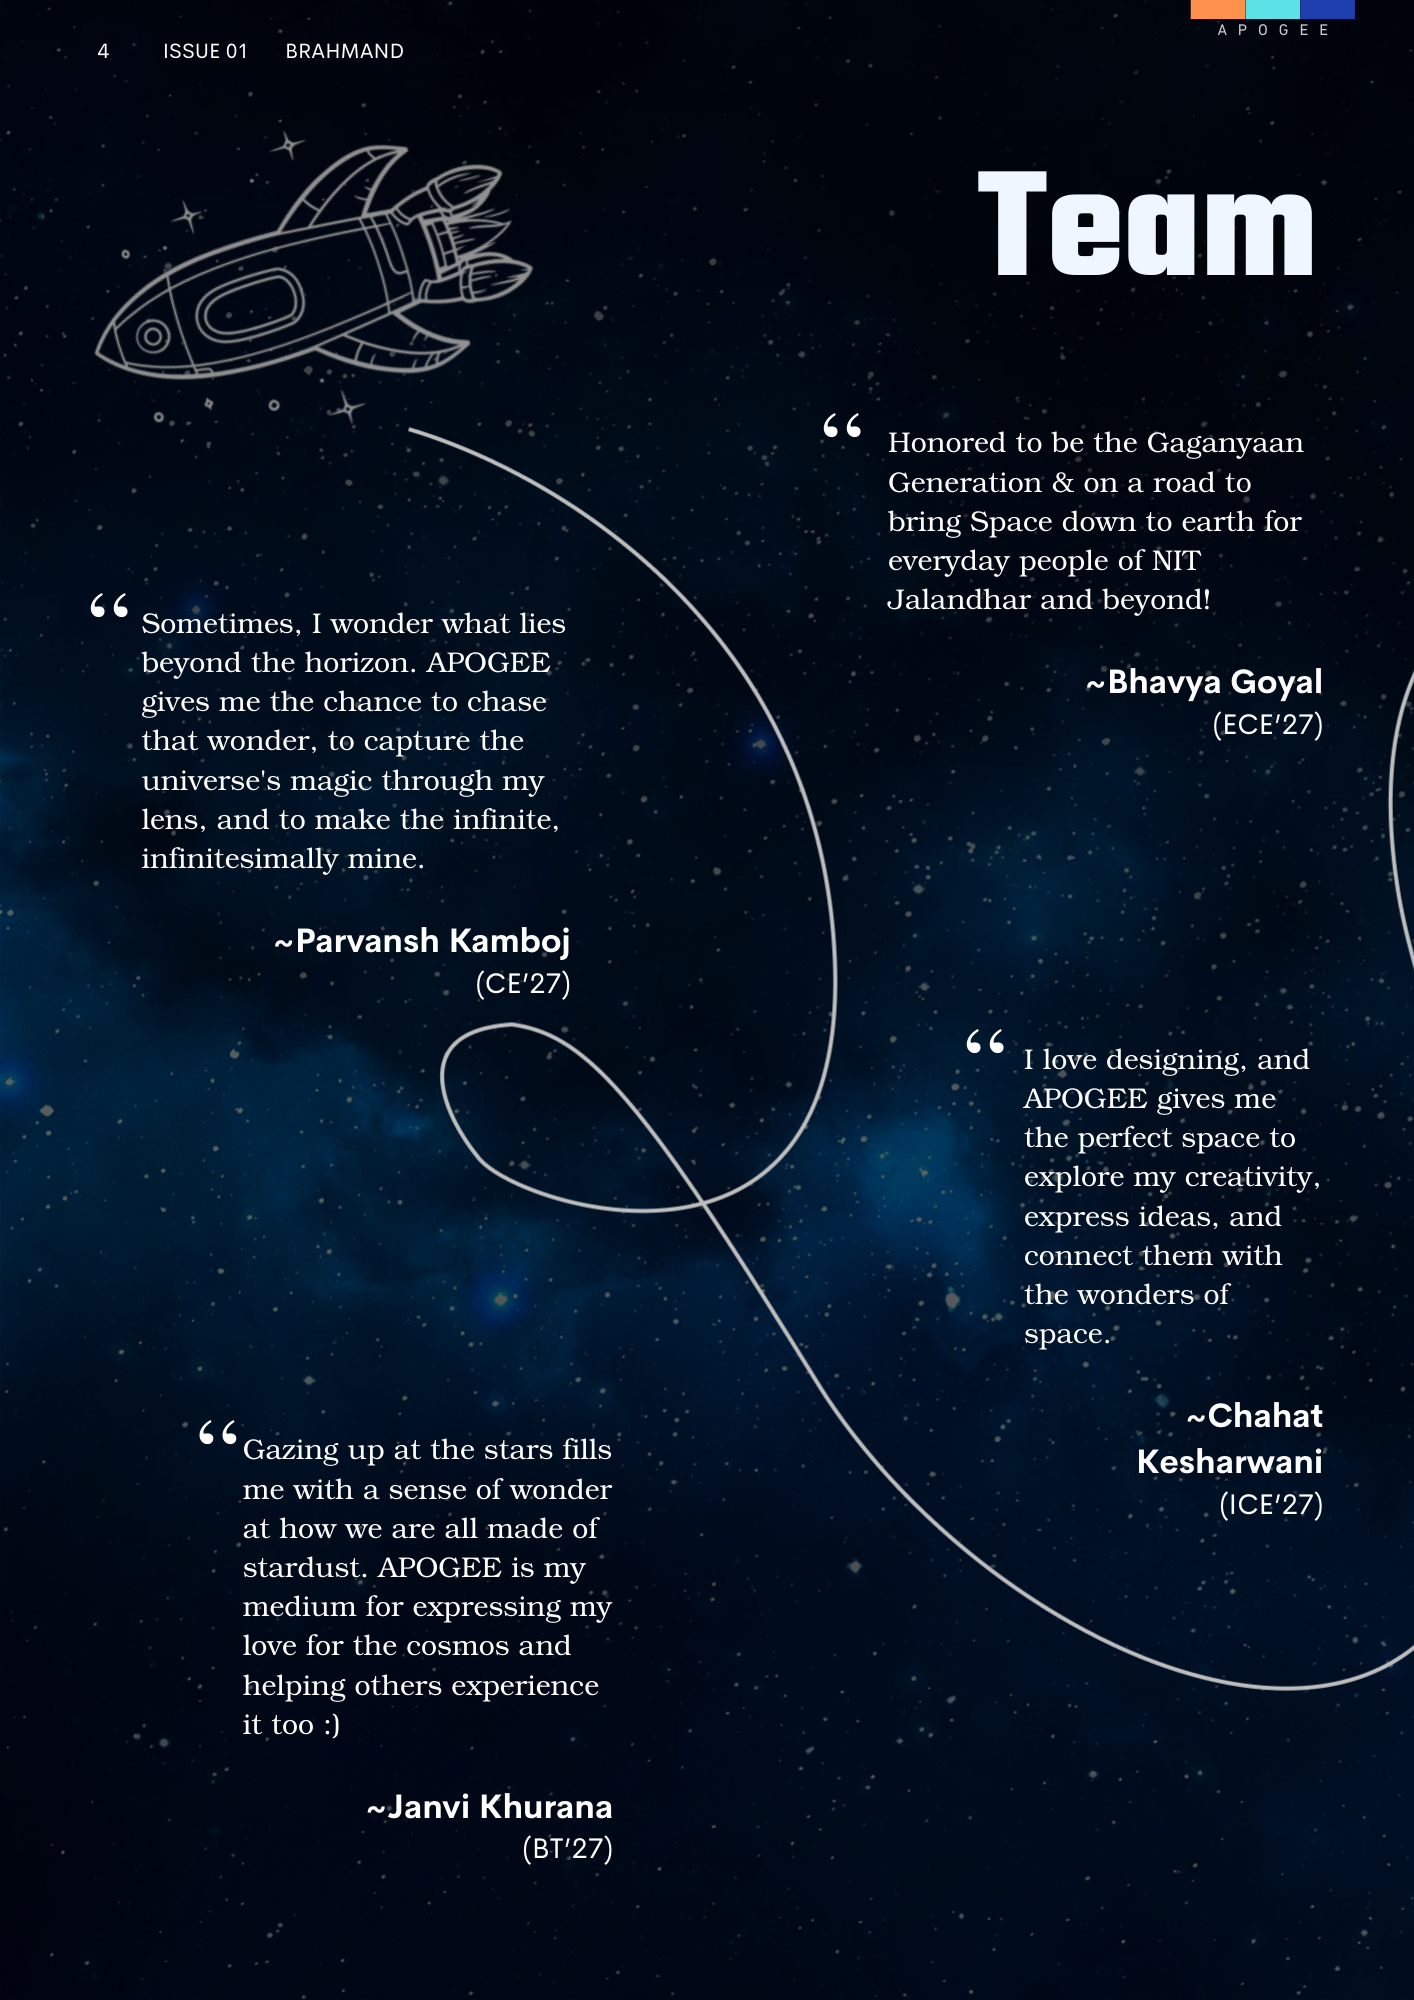 4 ISSUE 01 BRAHMAND
APOGEE
Team
“ Honored to be the Gaganyaan
Generation & on a road to
bring Space down to earth for
everyday people of NIT
Jalandhar and beyond!
~Bhavya Goyal
(ECE’27)
“ Sometimes, I wonder what lies
beyond the horizon. APOGEE
gives me the chance to chase
that wonder, to capture the
universe's magic through my
lens, and to make the infinite,
infinitesimally mine.
~Parvansh Kamboj
(CE’27)
“ I love designing, and
APOGEE gives me
the perfect space to
explore my creativity,
express ideas, and
connect them with
the wonders of
space.
~Chahat
Kesharwani
(ICE’27)
“ Gazing up at the stars fills
me with a sense of wonder
at how we are all made of
stardust. APOGEE is my
medium for expressing my
love for the cosmos and
helping others experience
it too :)
~Janvi Khurana
(BT’27)